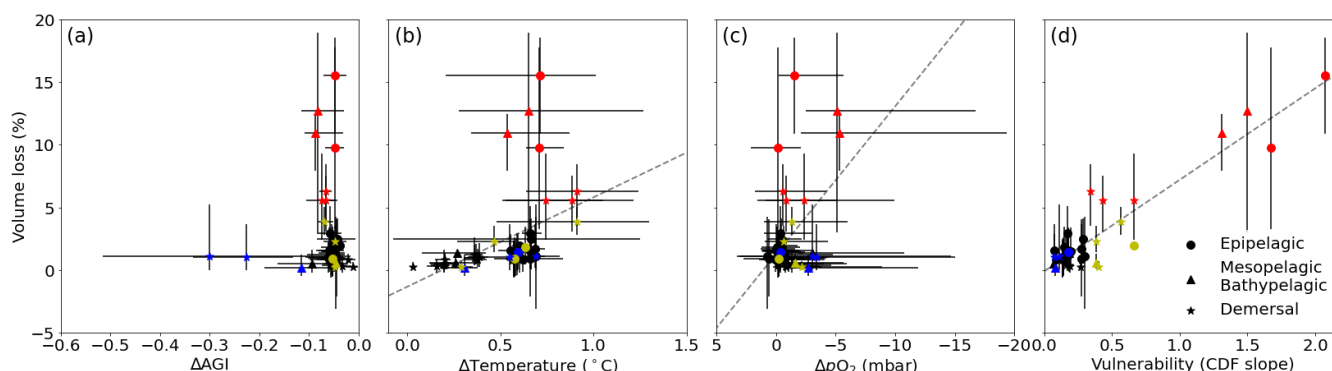 (a)
(b)
(c)
(d)
Volume loss (%)
20
15
10
5
0
−5
−0.6 −0.5 −0.4 −0.3 −0.2 −0.1 0.0
ΔAGI
0.0 0.5 1.0 1.5
ΔTemperature (°C)
5 0 −5 −10 −15 −20
ΔpO₂ (mbar)
0.0 0.5 1.0 1.5 2.0
Vulnerability (CDF slope)
Epipelagic
Mesopelagic
Bathypelagic
Demersal